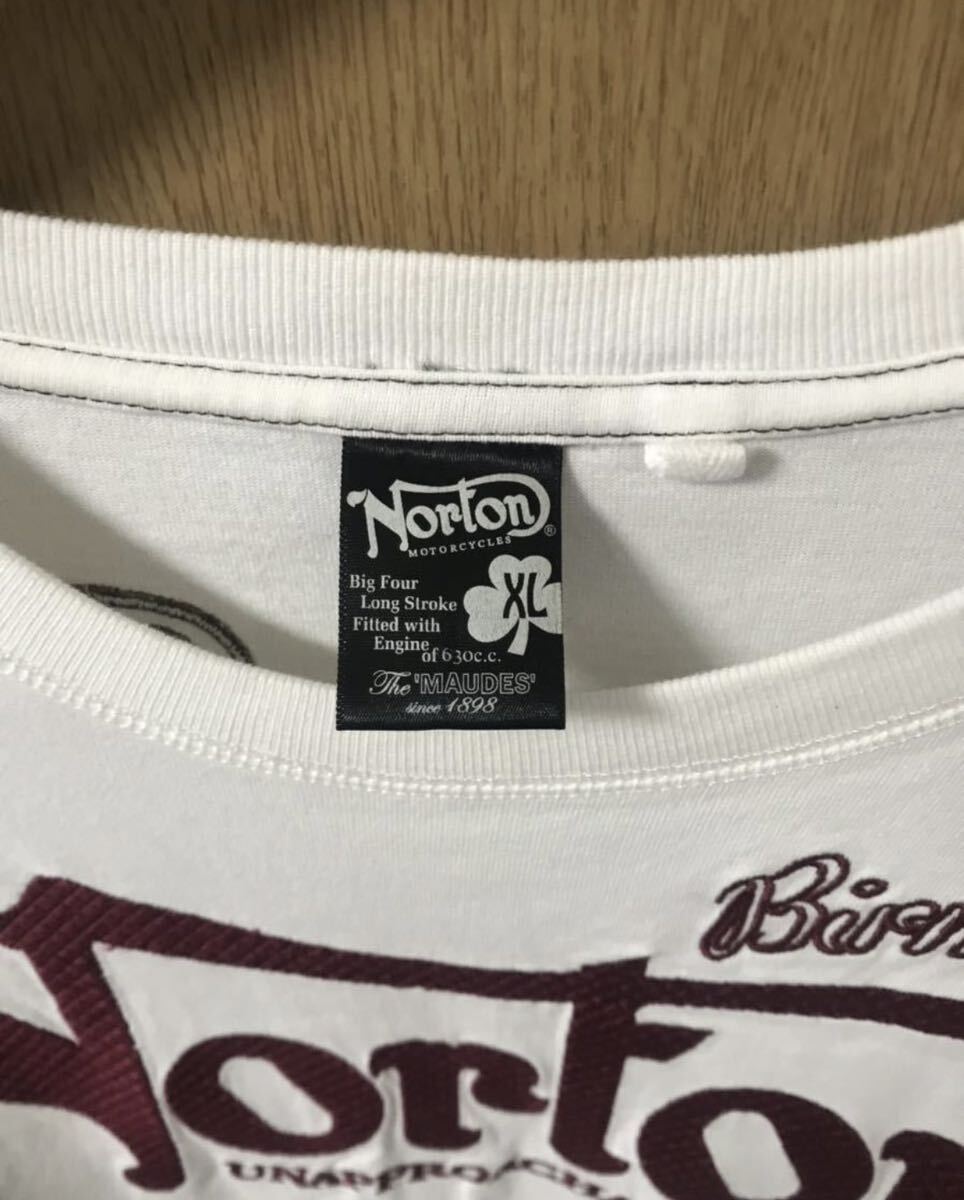 Norton®
MOTORCYCLES
XL
Big Four
Long Stroke
Fitted with
Engine
of 630c.c.
The 'MAUDES'
since 1898
Norton